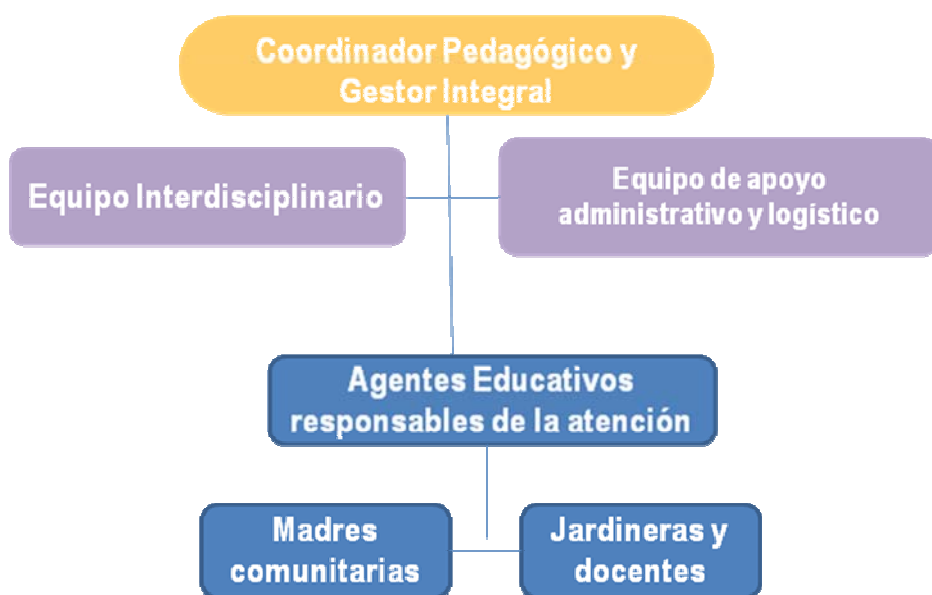 Coordinador Pedagógico y
Gestor Integral
Equipo Interdisciplinario
Equipo de apoyo
administrativo y logístico
Agentes Educativos
responsables de la atención
Madres
comunitarias
Jardineras y
docentes